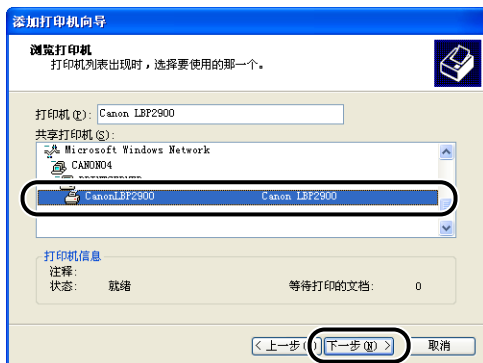 添加打印机向导
浏览打印机
打印机列表出现时，选择要使用的那一个。
打印机(P): Canon LBP2900
共享打印机(S):
Microsoft Windows Network
CANON04
CanonLBP2900 Canon LBP2900
打印机信息
注释:
状态: 就绪 等待打印的文档: 0
< 上一步( 下一步(N) > 取消